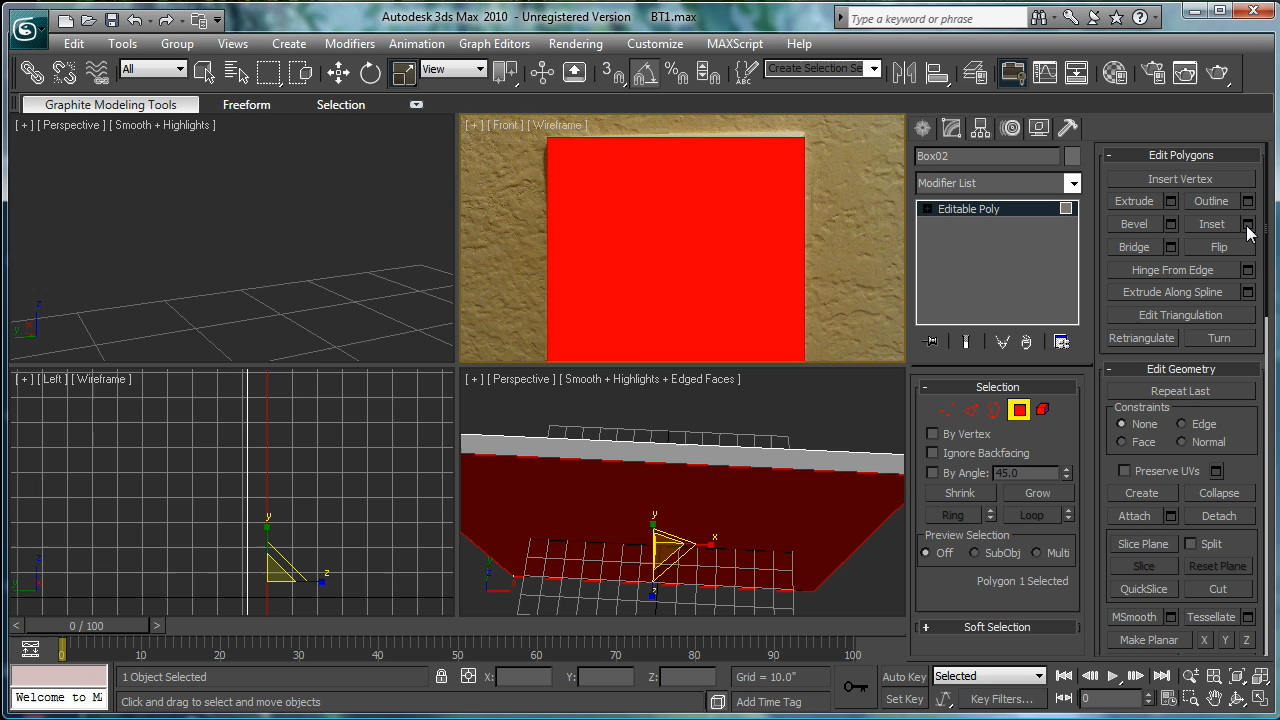 Autodesk 3ds Max 2010 - Unregistered Version BT1.max
Type a keyword or phrase
Edit Tools Group Views Create Modifiers Animation Graph Editors Rendering Customize MAXScript Help
All View Create Selection Se
Graphite Modeling Tools Freeform Selection
[ + ] [ Perspective ] [ Smooth + Highlights ]
[ + ] [ Front ] [ Wireframe ]
Box02
Modifier List
Editable Poly
Edit Polygons
Insert Vertex
Extrude Outline
Bevel Inset
Bridge Flip
Hinge From Edge
Extrude Along Spline
Edit Triangulation
Retriangulate Turn
[ + ] [ Left ] [ Wireframe ]
[ + ] [ Perspective ] [ Smooth + Highlights + Edged Faces ]
Selection
By Vertex
Ignore Backfacing
By Angle: 45.0
Shrink Grow
Ring Loop
Preview Selection
Off SubObj Multi
Polygon 1 Selected
Soft Selection
Edit Geometry
Repeat Last
Constraints
None Edge
Face Normal
Preserve UVs
Create Collapse
Attach Detach
Slice Plane Split
Slice Reset Plane
QuickSlice Cut
MSmooth Tessellate
Make Planar X Y Z
0 / 100
0 10 20 30 40 50 60 70 80 90 100
1 Object Selected X: Y: Z: Grid = 10.0" Auto Key Selected
Welcome to M
Click and drag to select and move objects Add Time Tag Set Key Key Filters... 0